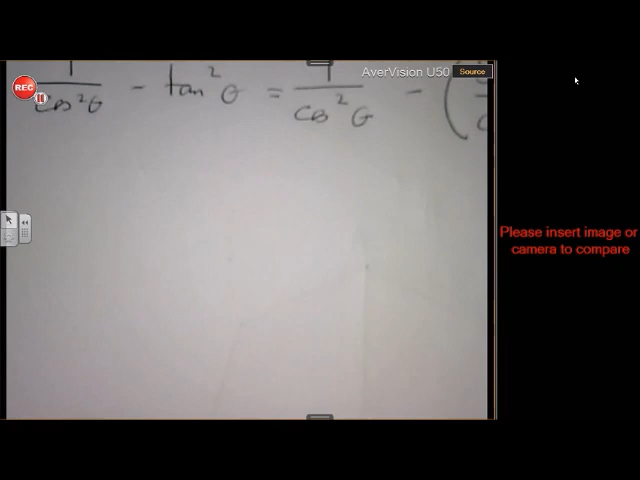 AverVision U50 Source
REC
1/cos²θ - tan²θ = 1/cos²θ - (
Please insert image or
camera to compare